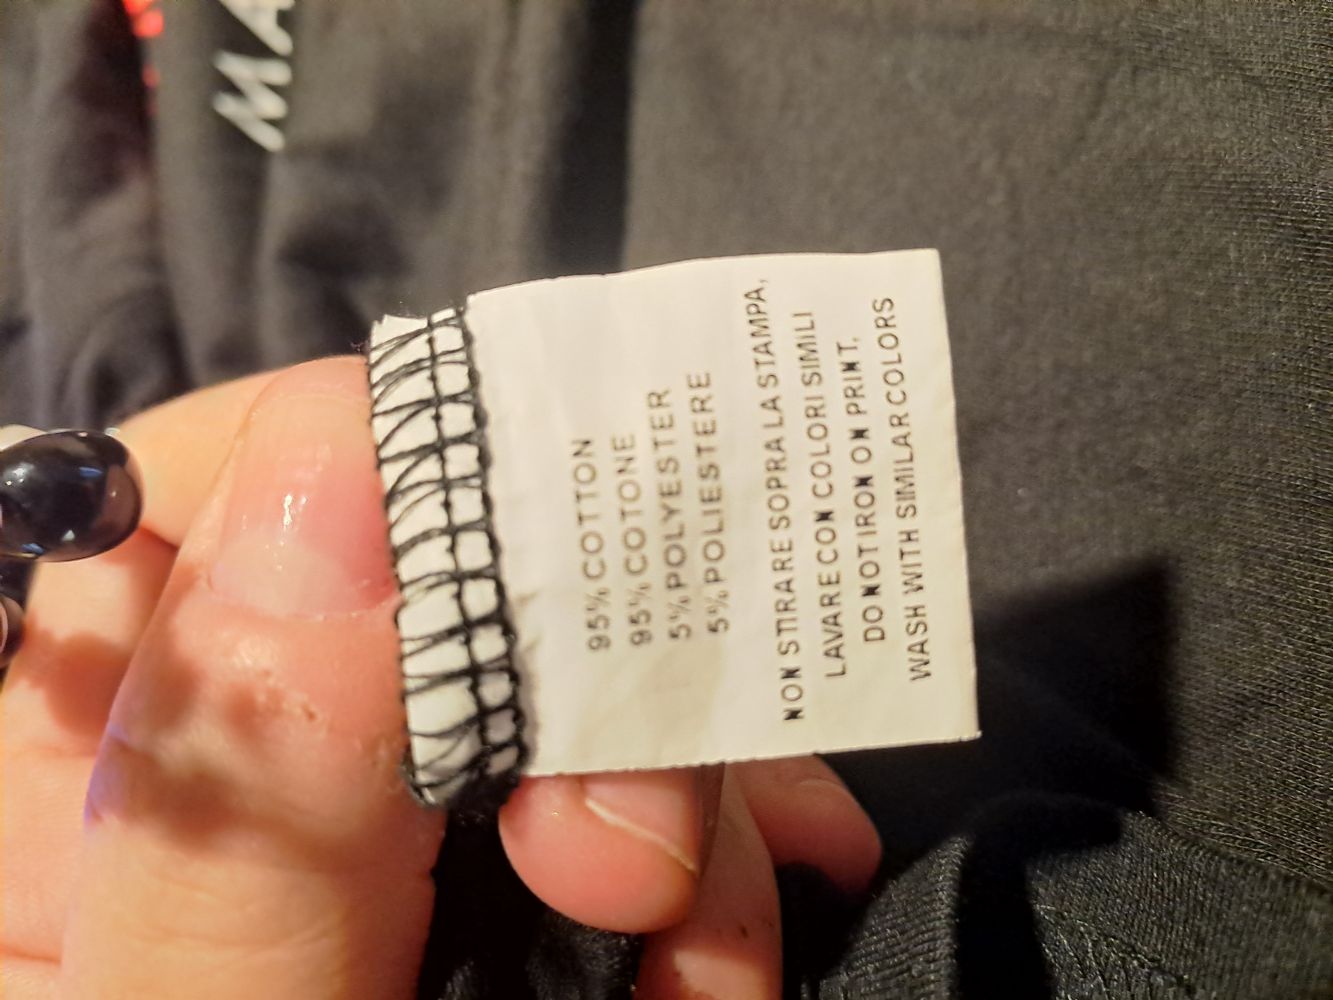 MA
95% COTTON
95% COTONE
5% POLYESTER
5% POLIESTERE
NON STIRARE SOPRA LA STAMPA,
LAVARE CON COLORI SIMILI
DO NOT IRON ON PRINT,
WASH WITH SIMILAR COLORS